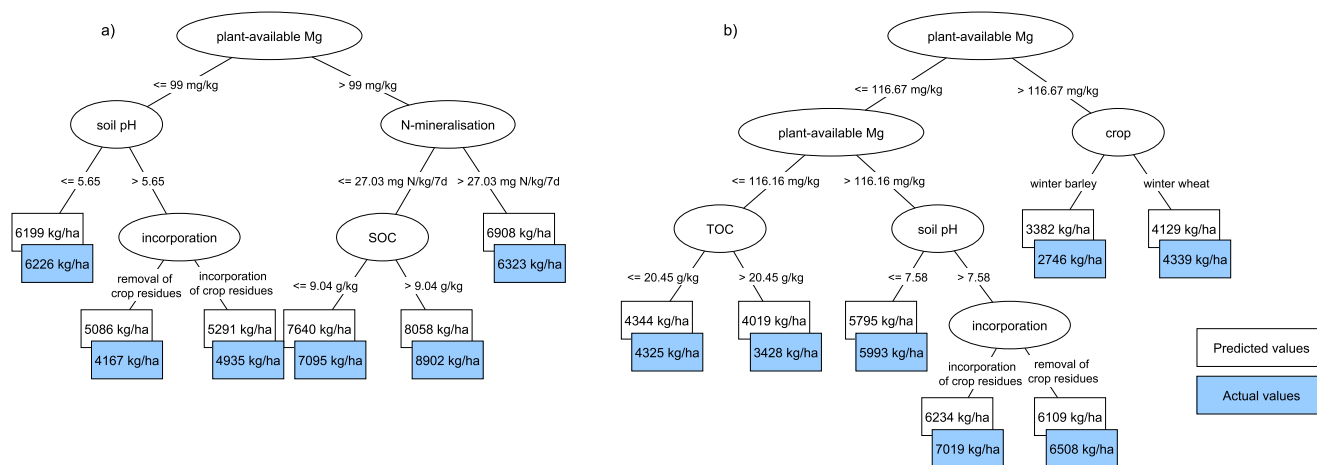 a)
plant-available Mg
<= 99 mg/kg
> 99 mg/kg
soil pH
N-mineralisation
<= 5.65
> 5.65
<= 27.03 mg N/kg/7d
> 27.03 mg N/kg/7d
6199 kg/ha
6226 kg/ha
incorporation
SOC
6908 kg/ha
6323 kg/ha
removal of
crop residues
incorporation
of crop residues
<= 9.04 g/kg
> 9.04 g/kg
5086 kg/ha
4167 kg/ha
5291 kg/ha
4935 kg/ha
7640 kg/ha
7095 kg/ha
8058 kg/ha
8902 kg/ha
b)
plant-available Mg
<= 116.67 mg/kg
> 116.67 mg/kg
plant-available Mg
crop
<= 116.16 mg/kg
> 116.16 mg/kg
winter barley
winter wheat
TOC
soil pH
3382 kg/ha
2746 kg/ha
4129 kg/ha
4339 kg/ha
<= 20.45 g/kg
> 20.45 g/kg
<= 7.58
> 7.58
4344 kg/ha
4325 kg/ha
4019 kg/ha
3428 kg/ha
5795 kg/ha
5993 kg/ha
incorporation
incorporation
of crop residues
removal of
crop residues
6234 kg/ha
7019 kg/ha
6109 kg/ha
6508 kg/ha
Predicted values
Actual values